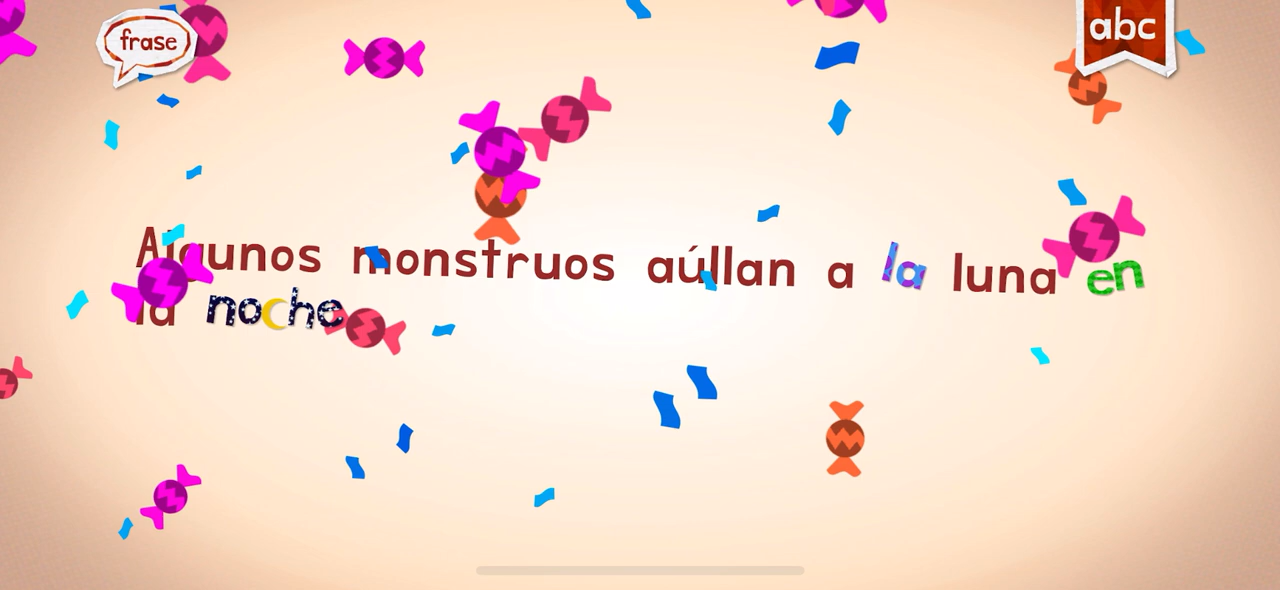 frase
abc
Algunos monstruos aúllan a la luna en
la noche